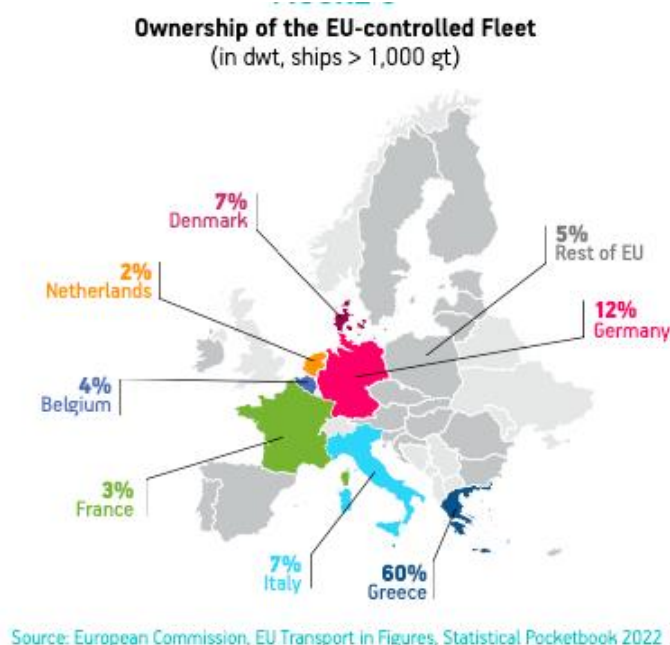 Ownership of the EU-controlled Fleet
(in dwt, ships > 1,000 gt)
7%
Denmark
5%
Rest of EU
2%
Netherlands
12%
Germany
4%
Belgium
3%
France
7%
Italy
60%
Greece
Source: European Commission, EU Transport in Figures, Statistical Pocketbook 2022